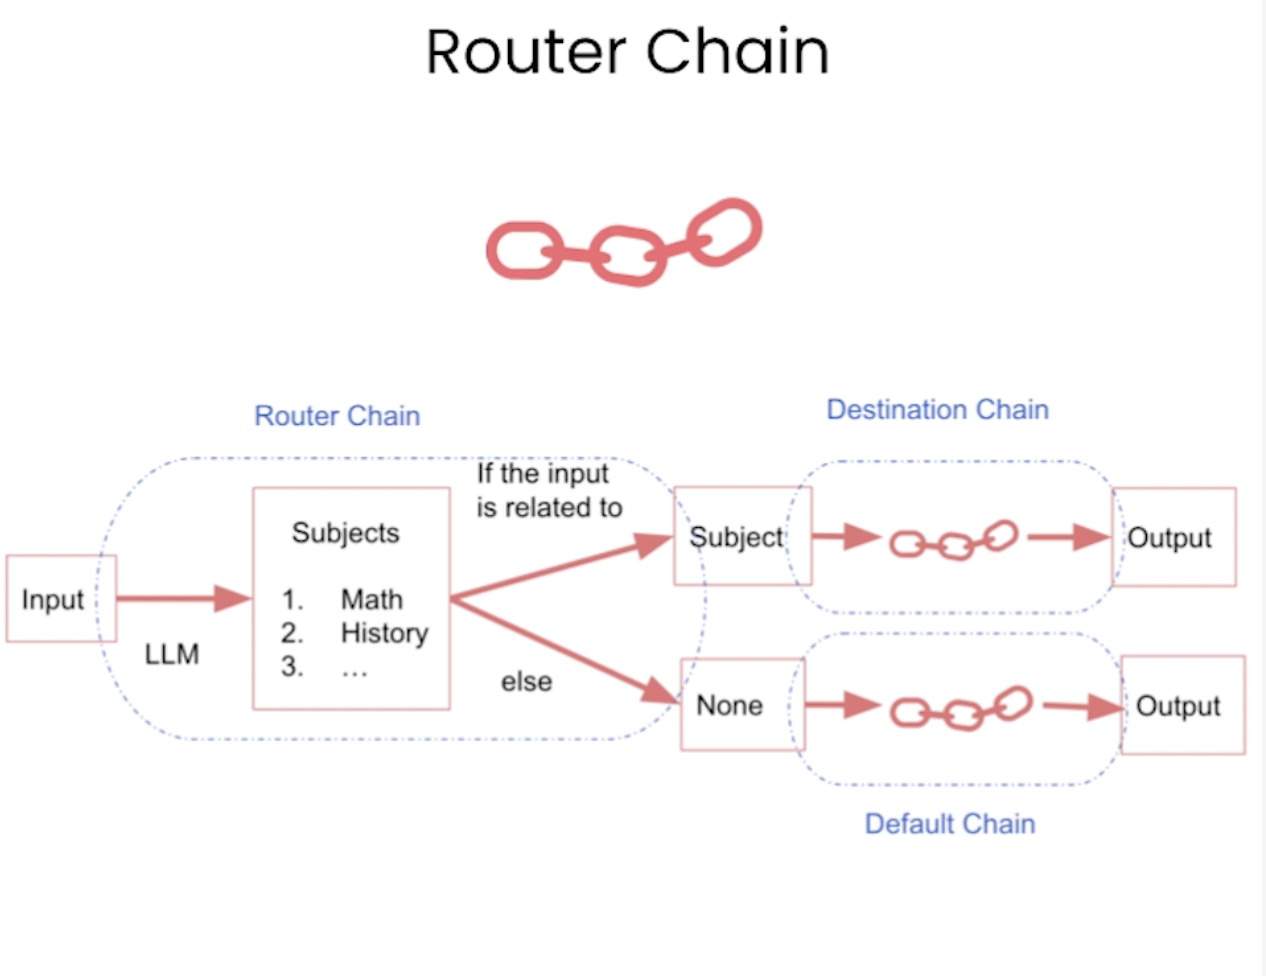 Router Chain
Router Chain
Destination Chain
If the input
is related to
Subjects
1. Math
2. History
3. ...
Input
LLM
else
Subject
Output
None
Output
Default Chain